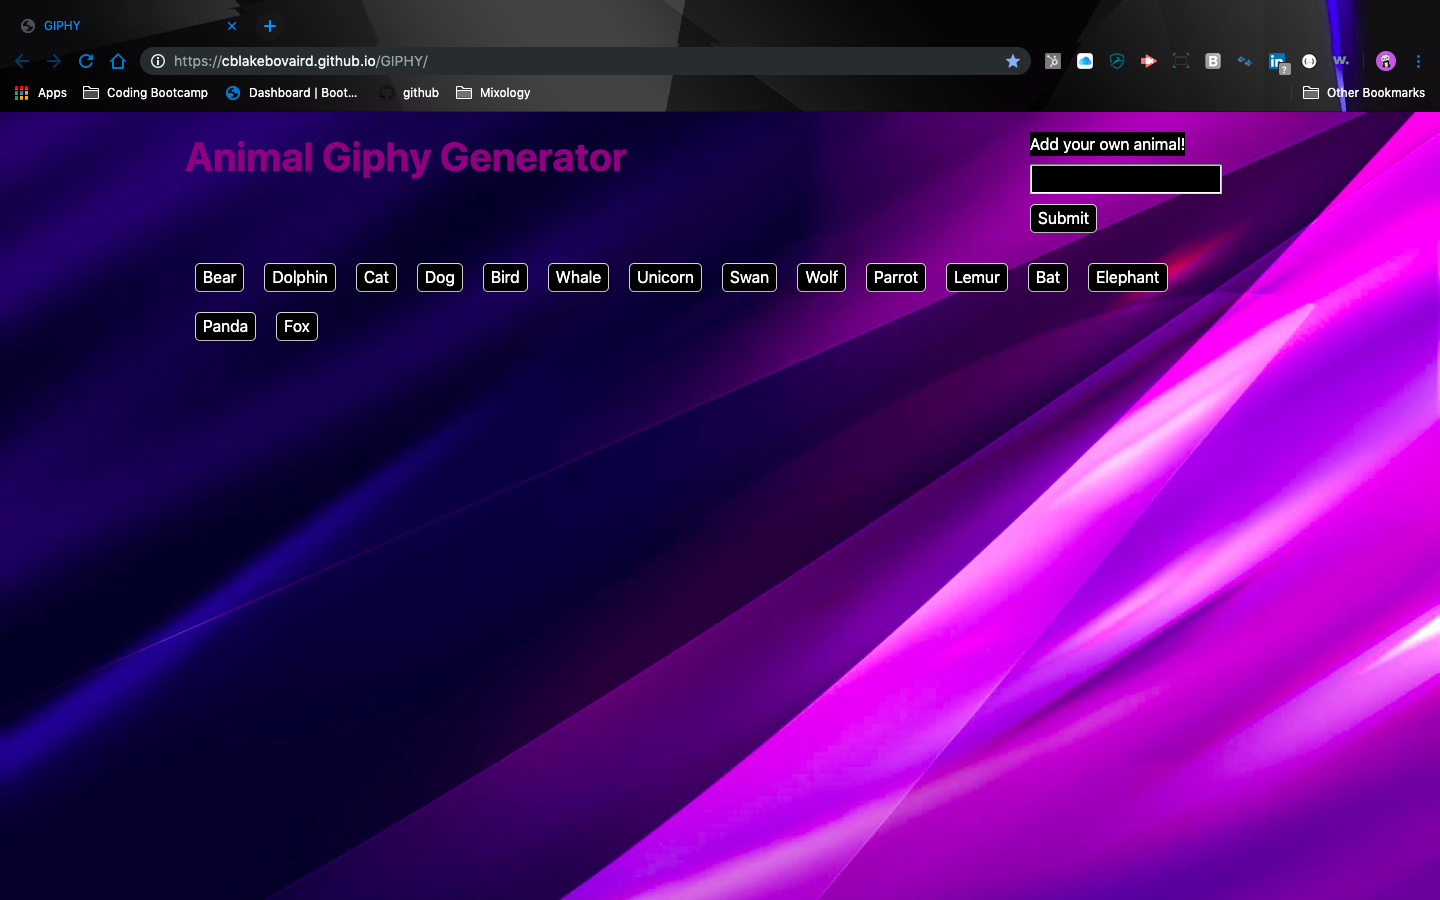 GIPHY
https://cblakebovaird.github.io/GIPHY/
B
in
?
w.
Apps
Coding Bootcamp
Dashboard | Boot...
github
Mixology
Other Bookmarks
Animal Giphy Generator
Add your own animal!
Submit
Bear Dolphin Cat Dog Bird Whale Unicorn Swan Wolf Parrot Lemur Bat Elephant
Panda Fox